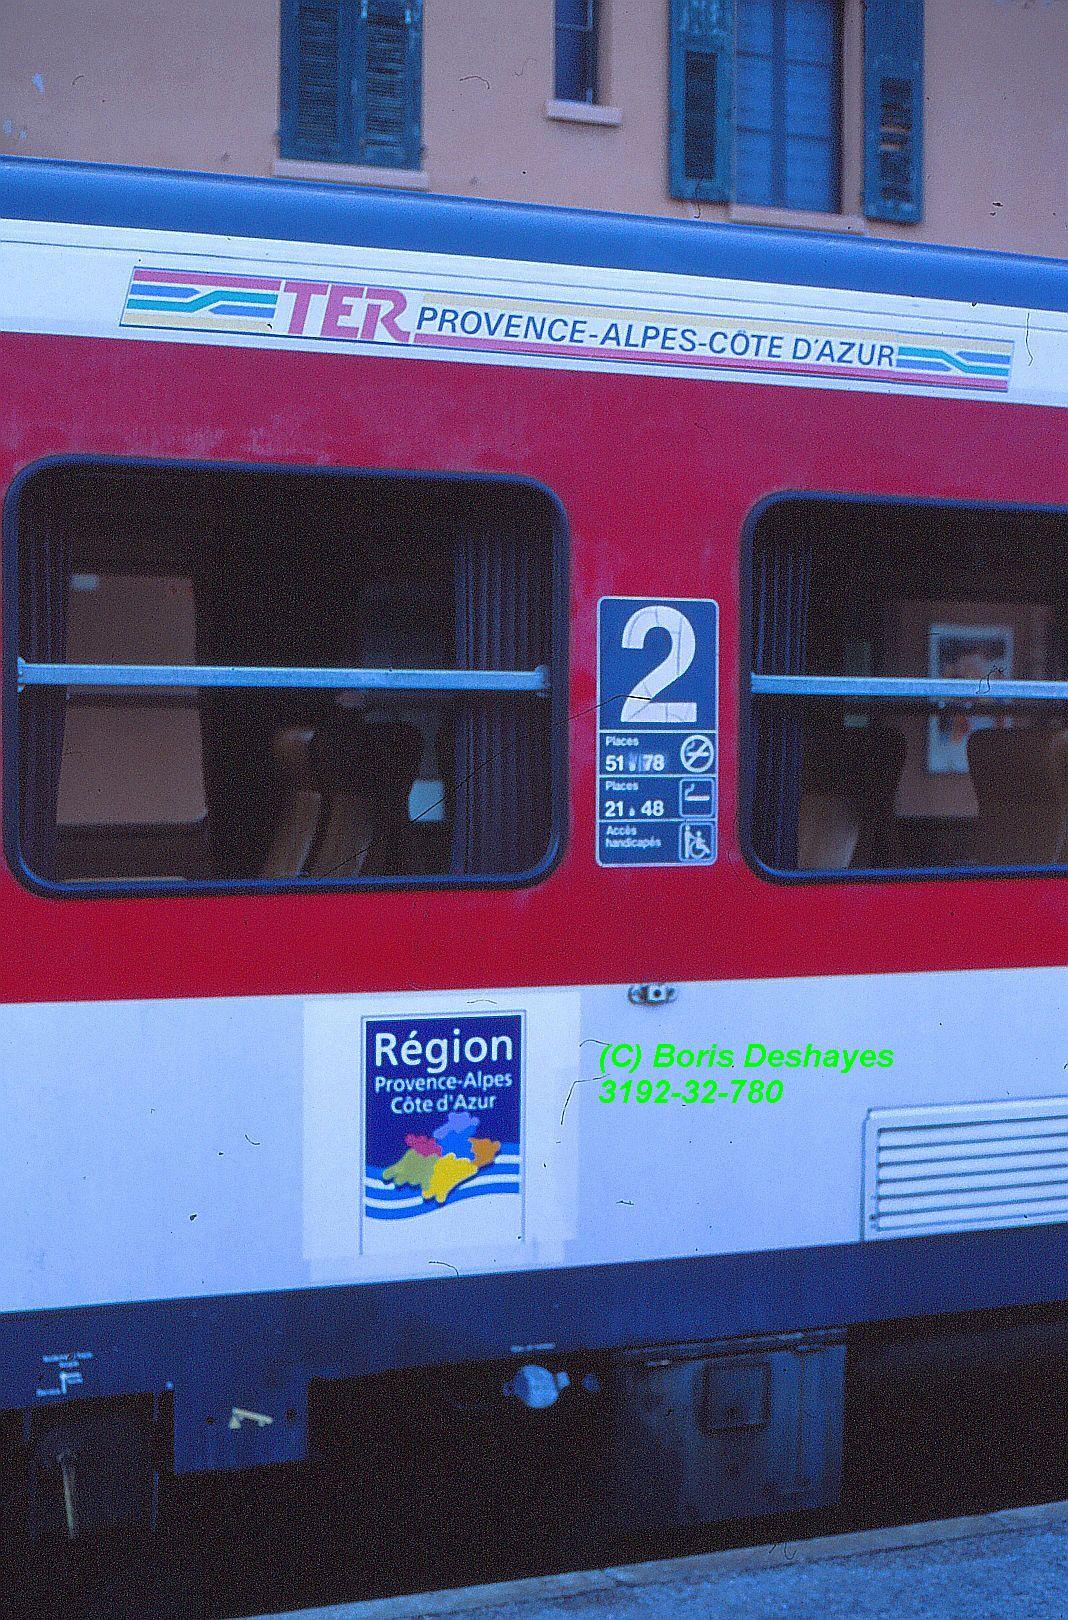 TER PROVENCE-ALPES-CÔTE D'AZUR
2
Places
51 à 78
Places
21 à 48
Accès
handicapés
Région
Provence-Alpes
Côte d'Azur
(C) Boris Deshayes
3192-32-780